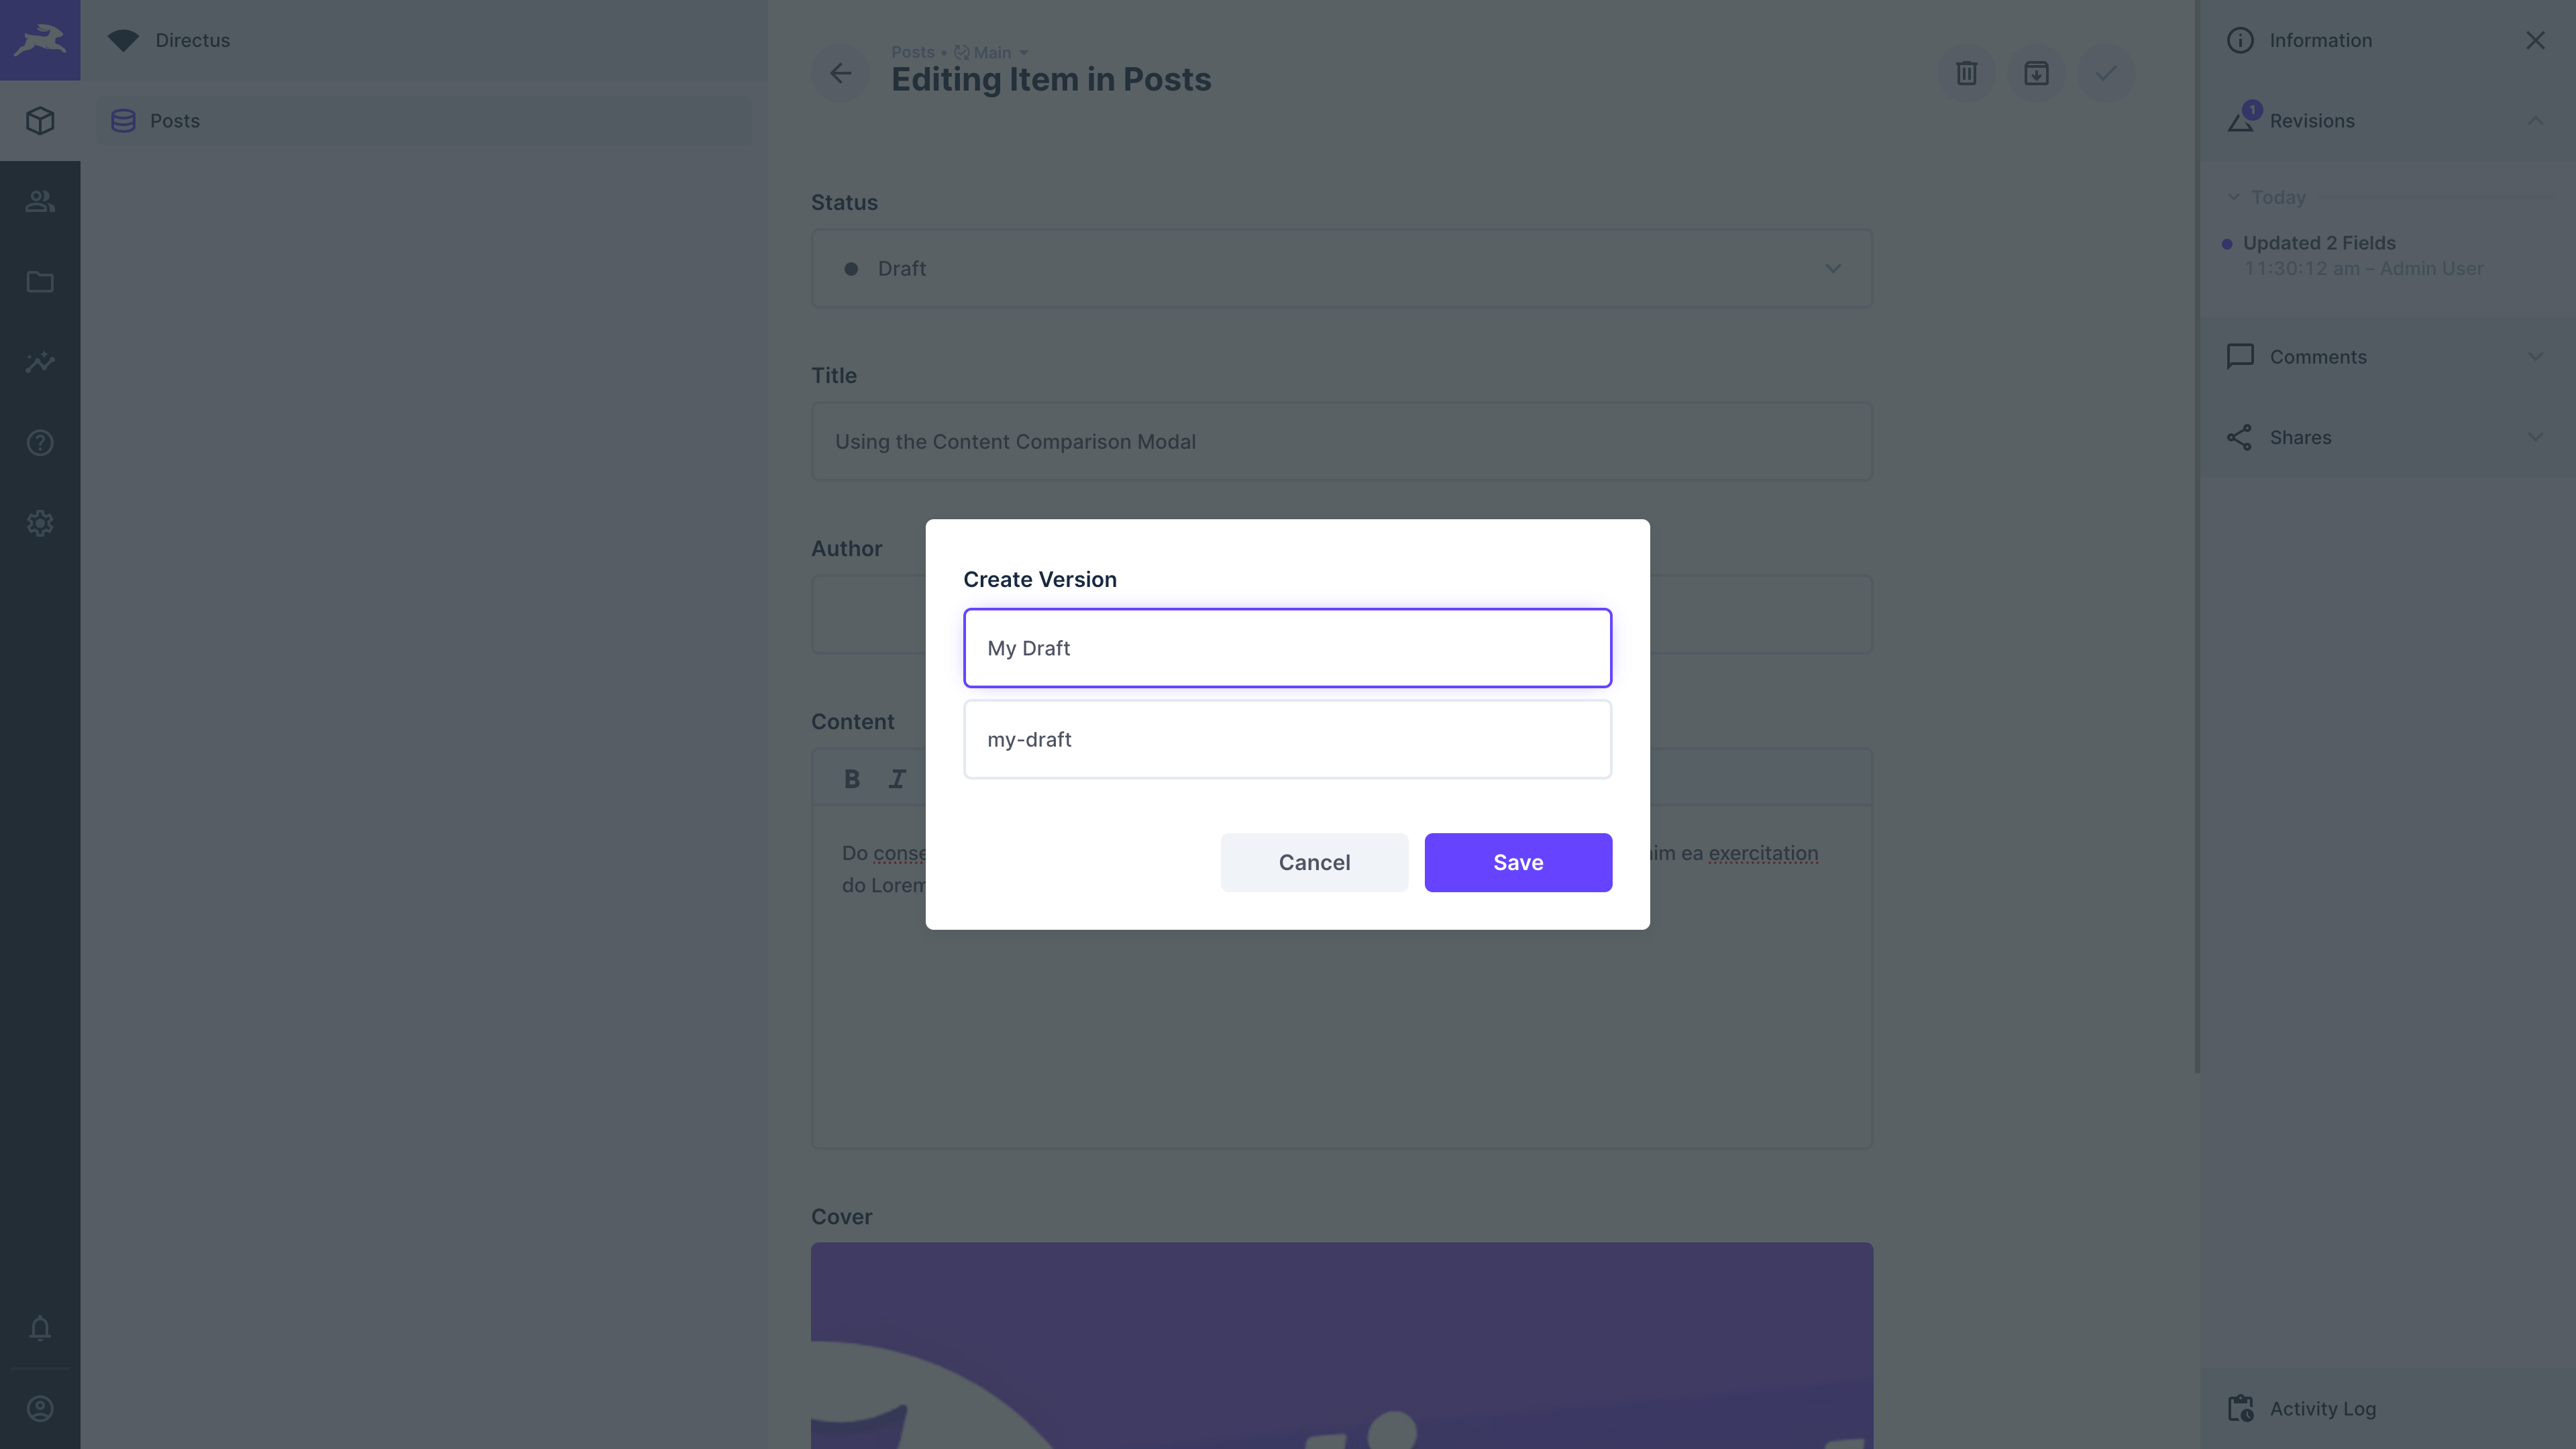 Directus
Posts
Posts • Main
Editing Item in Posts
Status
Draft
Title
Using the Content Comparison Modal
Author
Content
B I
Do conse
im ea exercitation
do Lorem
Cover
Create Version
My Draft
my-draft
Cancel
Save
Information
1
Revisions
Today
Updated 2 Fields
11:30:12 am – Admin User
Comments
Shares
Activity Log